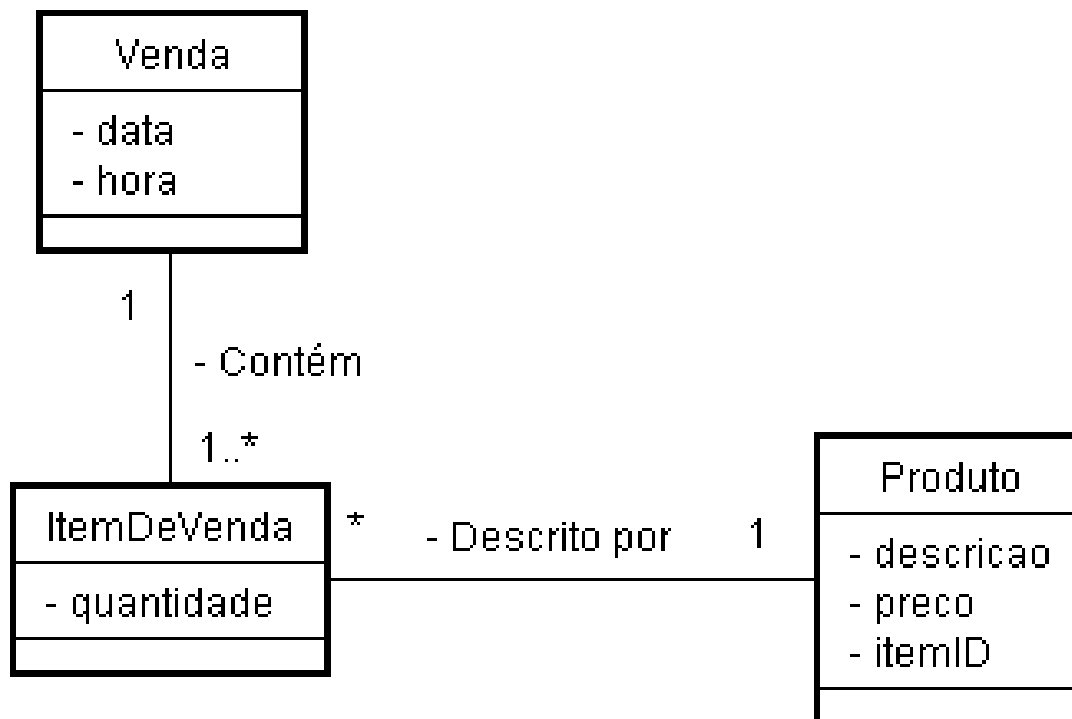 Venda
- data
- hora
1
- Contém
1..*
ItemDeVenda
- quantidade
*
- Descrito por
1
Produto
- descricao
- preco
- itemID